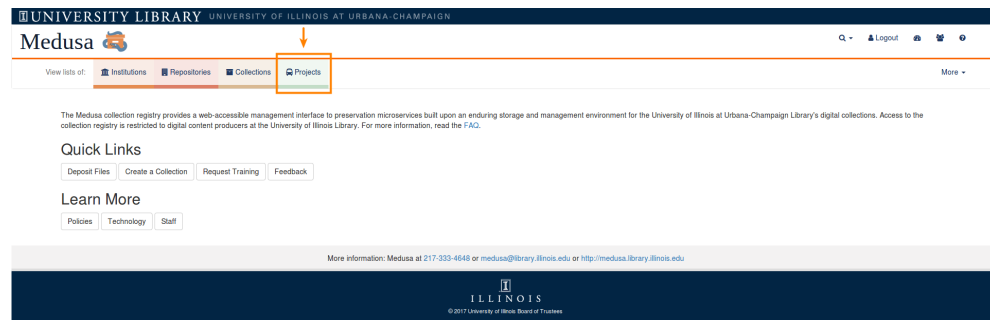 UNIVERSITY LIBRARY UNIVERSITY OF ILLINOIS AT URBANA-CHAMPAIGN
Medusa
Logout
View lists of: Institutions Repositories Collections Projects More
The Medusa collection registry provides a web-accessible management interface to preservation microservices built upon an enduring storage and management environment for the University of Illinois at Urbana-Champaign Library's digital collections. Access to the
collection registry is restricted to digital content producers at the University of Illinois Library. For more information, read the FAQ.
Quick Links
Deposit Files Create a Collection Request Training Feedback
Learn More
Policies Technology Staff
More information: Medusa at 217-333-4648 or medusa@library.illinois.edu or http://medusa.library.illinois.edu
I
ILLINOIS
© 2017 University of Illinois Board of Trustees